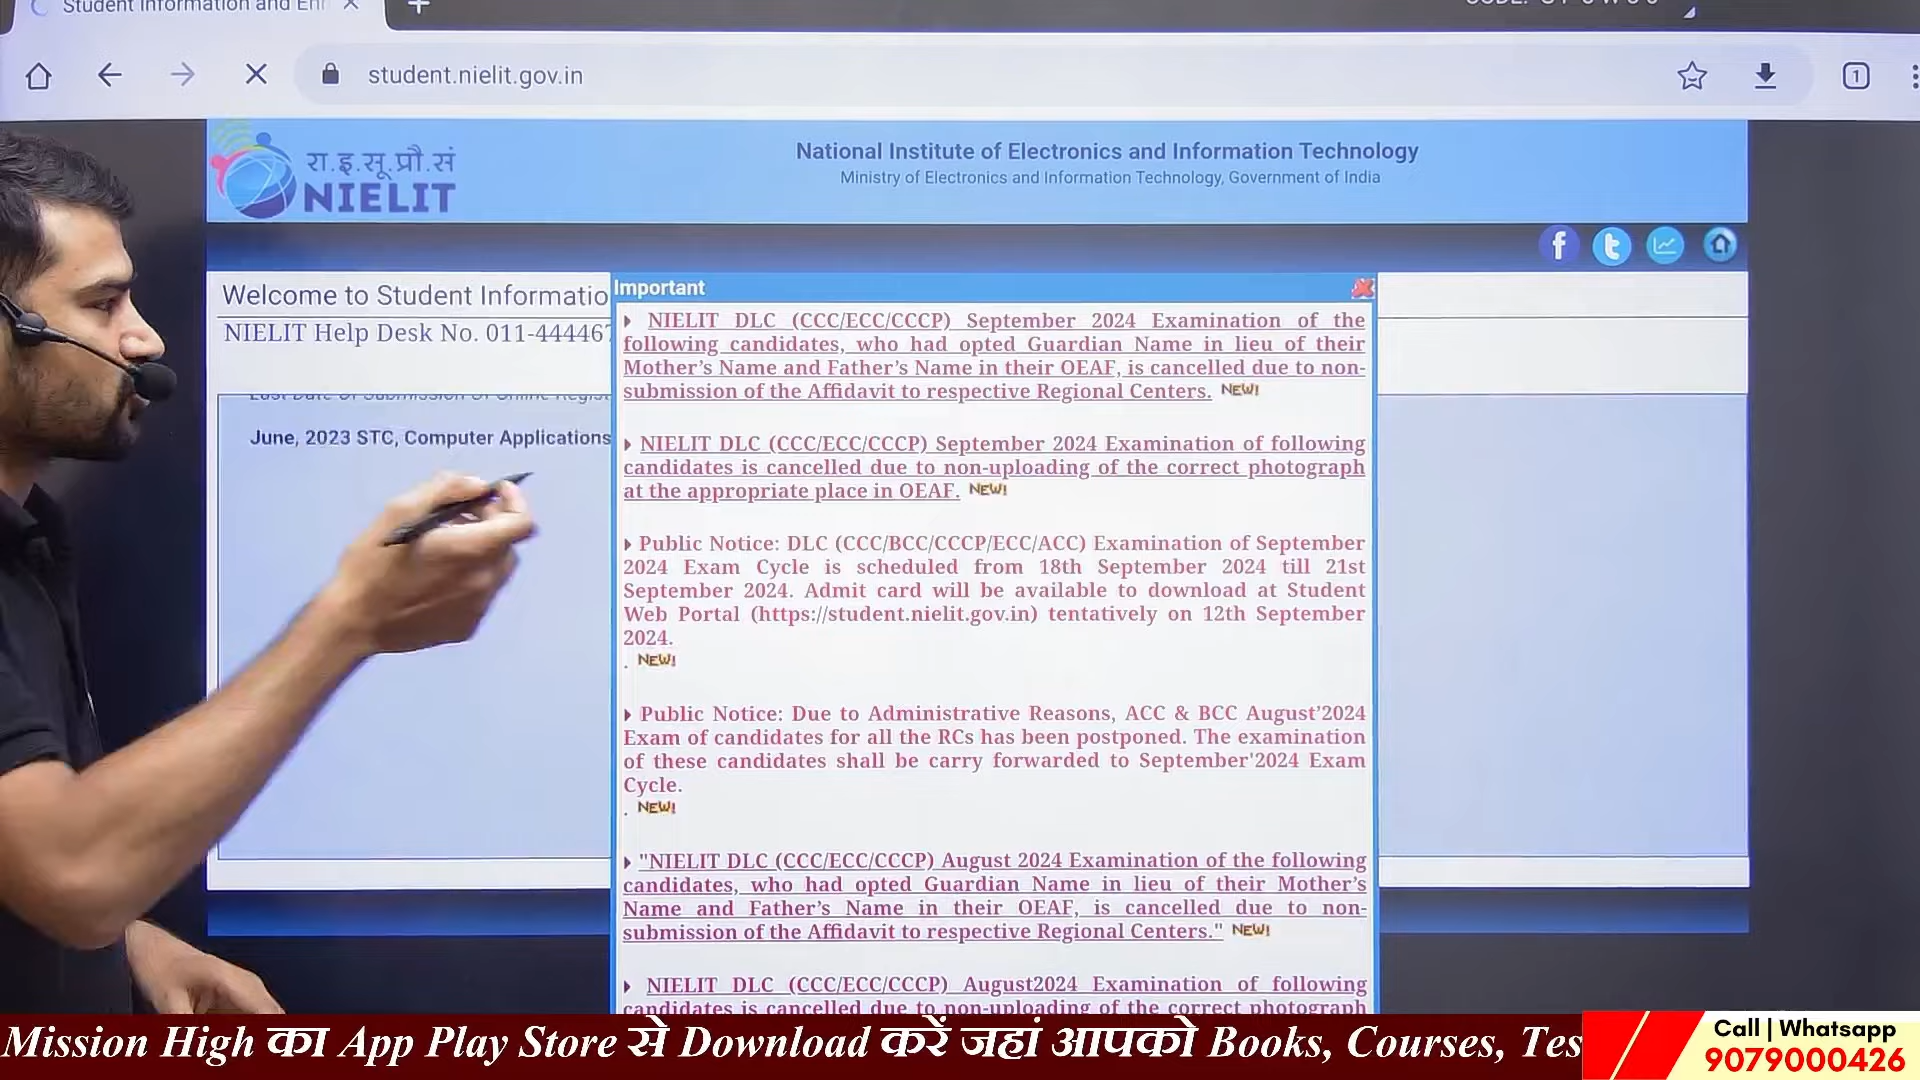 Student Information and Enr
student.nielit.gov.in
1
रा.इ.सू.प्रौ.सं
NIELIT
National Institute of Electronics and Information Technology
Ministry of Electronics and Information Technology, Government of India
Welcome to Student Informatio
NIELIT Help Desk No. 011-44446
June, 2023 STC, Computer Applications
Important
NIELIT DLC (CCC/ECC/CCCP) September 2024 Examination of the
following candidates, who had opted Guardian Name in lieu of their
Mother's Name and Father's Name in their OEAF, is cancelled due to non-
submission of the Affidavit to respective Regional Centers. NEW!
NIELIT DLC (CCC/ECC/CCCP) September 2024 Examination of following
candidates is cancelled due to non-uploading of the correct photograph
at the appropriate place in OEAF. NEW!
Public Notice: DLC (CCC/BCC/CCCP/ECC/ACC) Examination of September
2024 Exam Cycle is scheduled from 18th September 2024 till 21st
September 2024. Admit card will be available to download at Student
Web Portal (https://student.nielit.gov.in) tentatively on 12th September
2024.
. NEW!
Public Notice: Due to Administrative Reasons, ACC & BCC August'2024
Exam of candidates for all the RCs has been postponed. The examination
of these candidates shall be carry forwarded to September'2024 Exam
Cycle.
. NEW!
"NIELIT DLC (CCC/ECC/CCCP) August 2024 Examination of the following
candidates, who had opted Guardian Name in lieu of their Mother's
Name and Father's Name in their OEAF, is cancelled due to non-
submission of the Affidavit to respective Regional Centers." NEW!
NIELIT DLC (CCC/ECC/CCCP) August2024 Examination of following
candidates is cancelled due to non-uploading of the correct photograph
Mission High का App Play Store से Download करें जहां आपको Books, Courses, Tes
Call | Whatsapp
9079000426